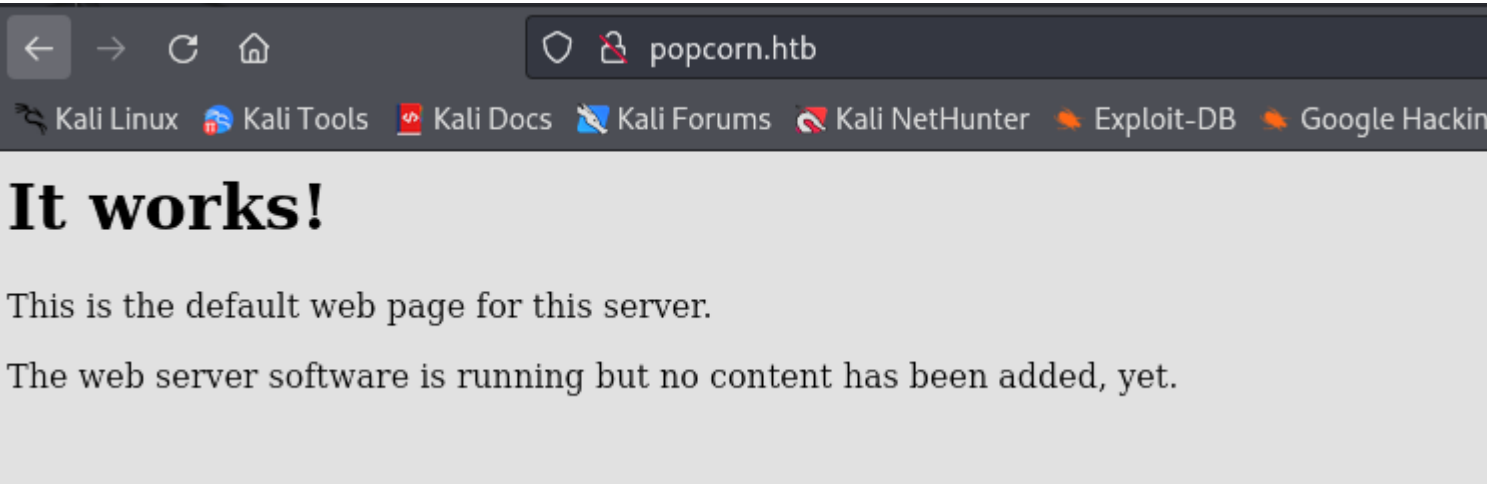 popcorn.htb
Kali Linux Kali Tools Kali Docs Kali Forums Kali NetHunter Exploit-DB Google Hackin
It works!
This is the default web page for this server.
The web server software is running but no content has been added, yet.